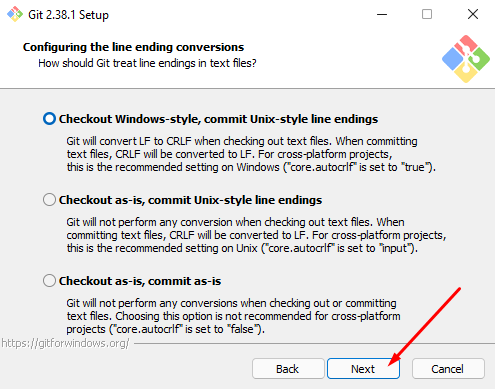 Git 2.38.1 Setup
Configuring the line ending conversions
How should Git treat line endings in text files?
Checkout Windows-style, commit Unix-style line endings
Git will convert LF to CRLF when checking out text files. When committing
text files, CRLF will be converted to LF. For cross-platform projects,
this is the recommended setting on Windows ("core.autocrlf" is set to "true").
Checkout as-is, commit Unix-style line endings
Git will not perform any conversion when checking out text files. When
committing text files, CRLF will be converted to LF. For cross-platform projects,
this is the recommended setting on Unix ("core.autocrlf" is set to "input").
Checkout as-is, commit as-is
Git will not perform any conversions when checking out or committing
text files. Choosing this option is not recommended for cross-platform
projects ("core.autocrlf" is set to "false").
https://gitforwindows.org/
Back Next Cancel